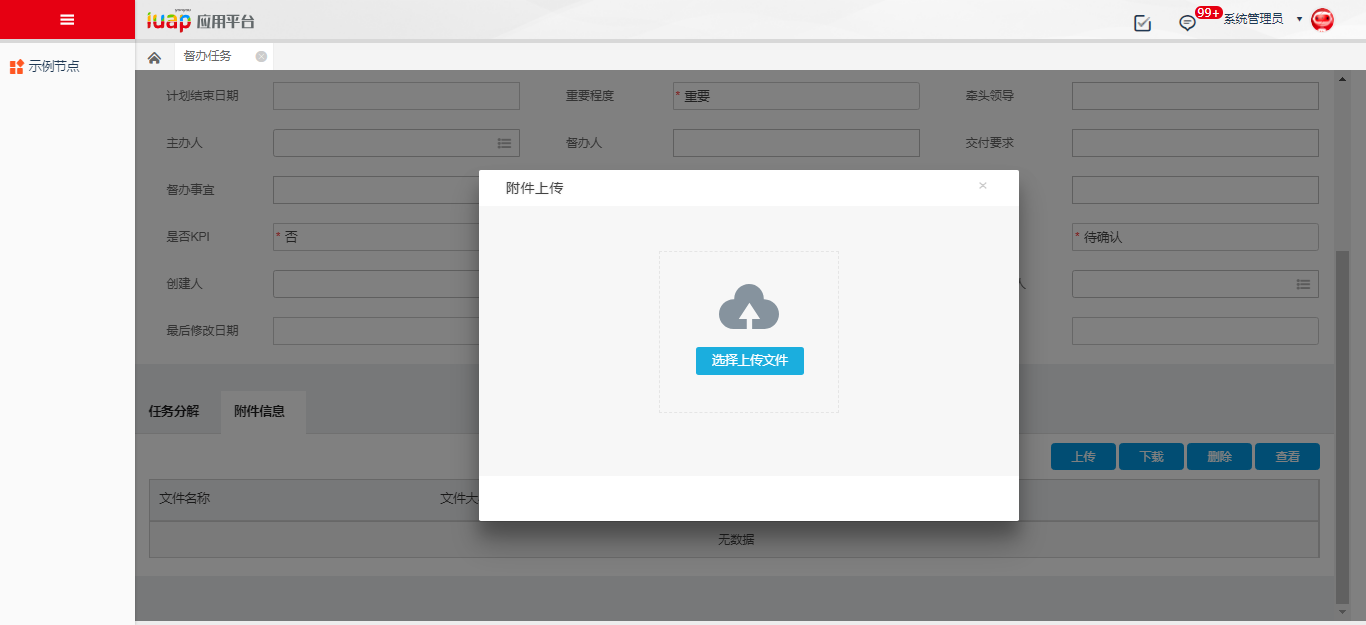 yonyou
iuap 应用平台
99+
系统管理员
示例节点
督办任务
计划结束日期
重要程度
* 重要
牵头领导
主办人
督办人
交付要求
督办事宜
附件上传
是否KPI
* 否
* 待确认
创建人
人
最后修改日期
选择上传文件
任务分解
附件信息
上传
下载
删除
查看
文件名称
文件大
无数据